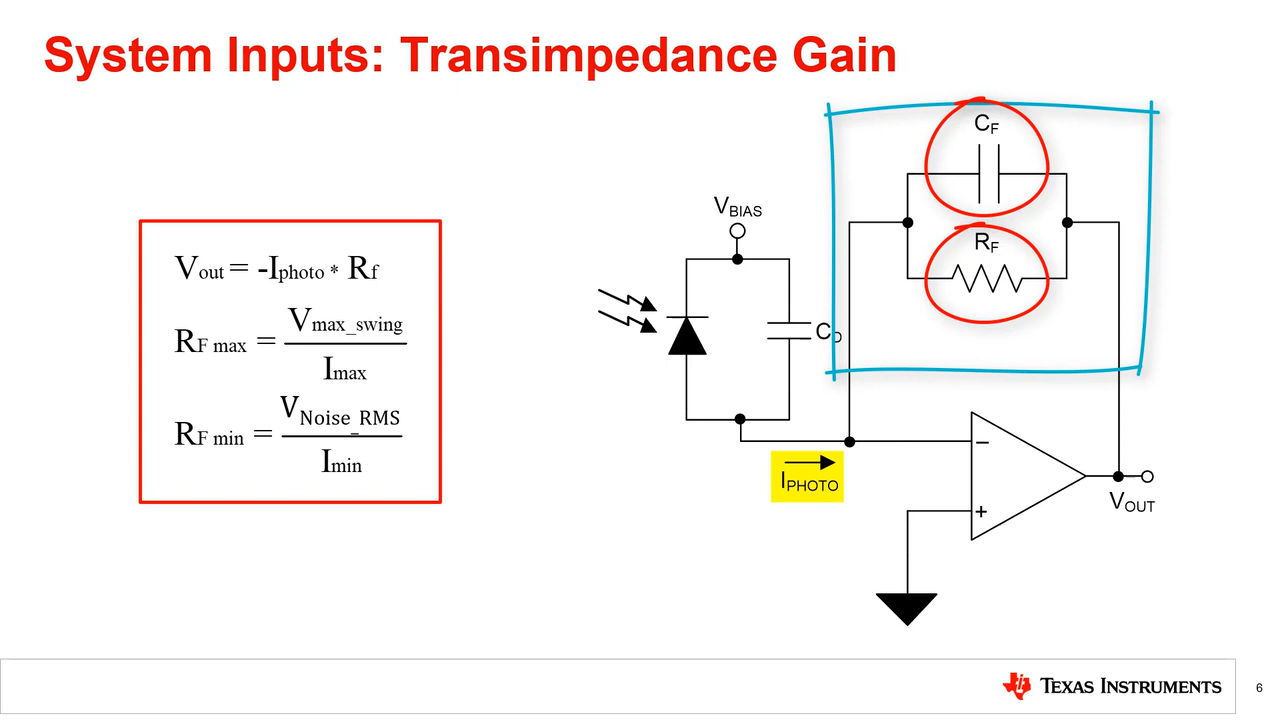 System Inputs: Transimpedance Gain
Vout = -Iphoto * Rf
RF max = Vmax_swing / Imax
RF min = VNoise_RMS / Imin
CF
RF
VBIAS
CD
IPHOTO
−
+
VOUT
TEXAS INSTRUMENTS
6